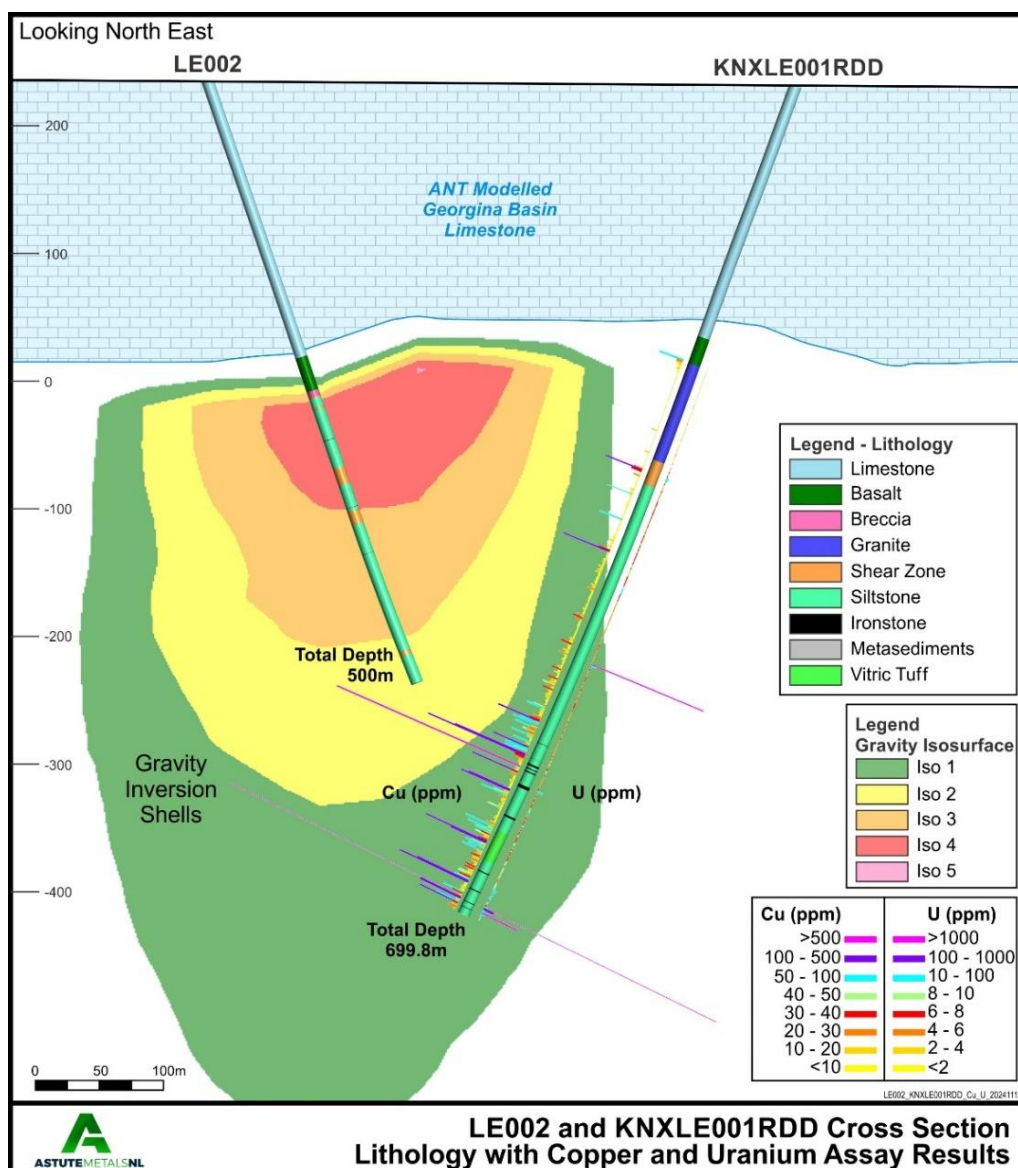 Looking North East
LE002
KNXLE001RDD
200
ANT Modelled
Georgina Basin
Limestone
100
0
Legend - Lithology
Limestone
Basalt
Breccia
Granite
Shear Zone
Siltstone
Ironstone
Metasediments
Vitric Tuff
-100
-200
Total Depth
500m
-300
Gravity
Inversion
Shells
Cu (ppm)
U (ppm)
Legend
Gravity Isosurface
Iso 1
Iso 2
Iso 3
Iso 4
Iso 5
-400
Total Depth
699.8m
Cu (ppm) U (ppm)
>500 >1000
100 - 500 100 - 1000
50 - 100 10 - 100
40 - 50 8 - 10
30 - 40 6 - 8
20 - 30 4 - 6
10 - 20 2 - 4
<10 <2
0 50 100m
LE002_KNXLE001RDD_Cu_U_2024111
ASTUTEMETALSNL
LE002 and KNXLE001RDD Cross Section
Lithology with Copper and Uranium Assay Results